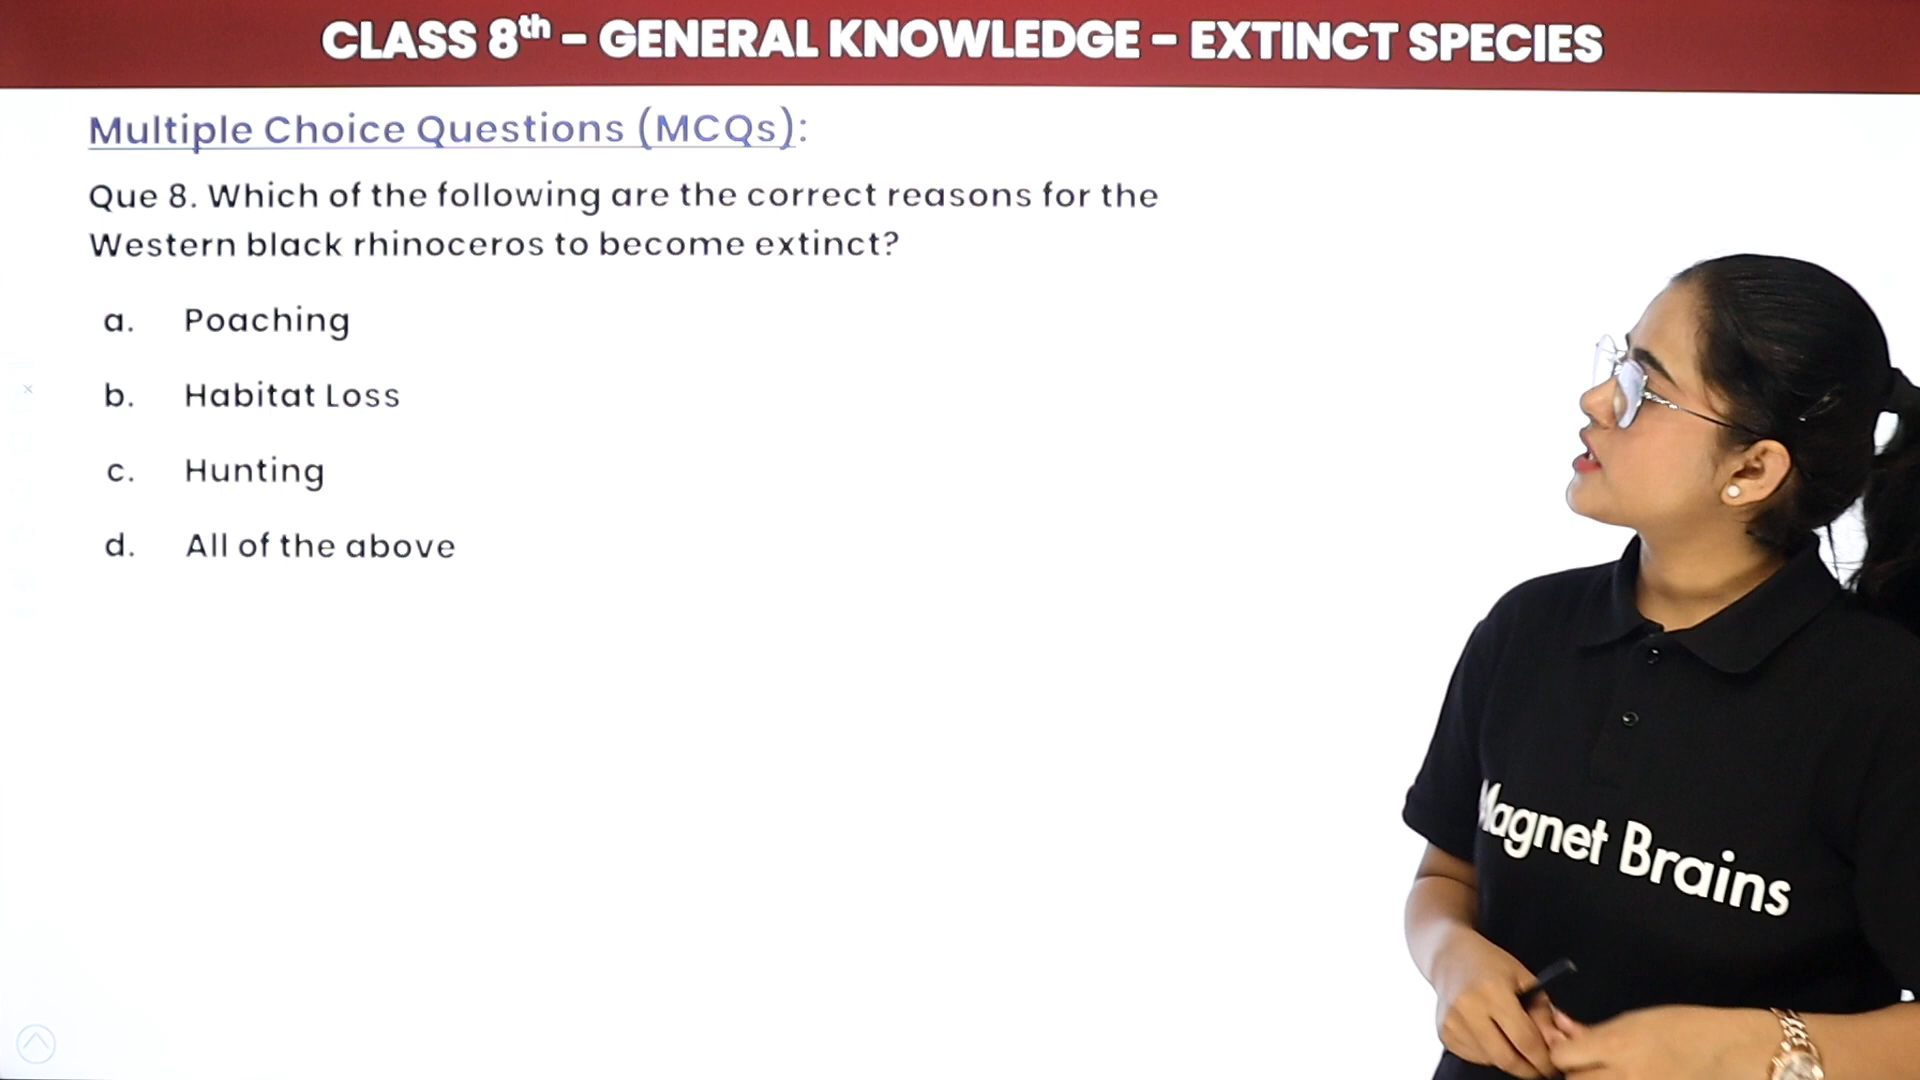 CLASS 8th – GENERAL KNOWLEDGE – EXTINCT SPECIES
Multiple Choice Questions (MCQs):
Que 8. Which of the following are the correct reasons for the
Western black rhinoceros to become extinct?
a. Poaching
b. Habitat Loss
c. Hunting
d. All of the above
Magnet Brains